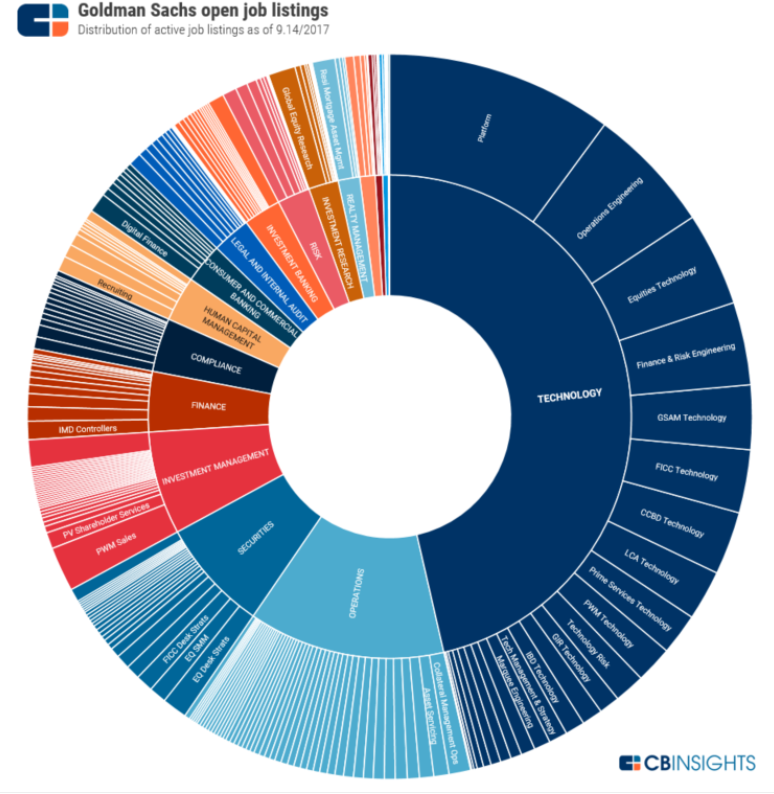 Goldman Sachs open job listings
Distribution of active job listings as of 9.14/2017
Platform
Operations Engineering
Equities Technology
Finance & Risk Engineering
GSAM Technology
FICC Technology
CCBD Technology
LCA Technology
Prime Services Technology
PWM Technology
Technology Risk
GIR Technology
IBD Technology
Tech Management & Strategy
Marquee Engineering
TECHNOLOGY
Collateral Management Ops
Asset Servicing
OPERATIONS
EQ Desk Strats
EQ SMM
FICC Desk Strats
SECURITIES
PWM Sales
PV Shareholder Services
INVESTMENT MANAGEMENT
IMD Controllers
FINANCE
COMPLIANCE
Recruiting
HUMAN CAPITAL
MANAGEMENT
Digital Finance
CONSUMER AND COMMERCIAL
BANKING
LEGAL AND INTERNAL AUDIT
INVESTMENT BANKING
RISK
Global Equity Research
INVESTMENT RESEARCH
Resi Mortgage Asset Mgmt
REALTY MANAGEMENT
CBINSIGHTS